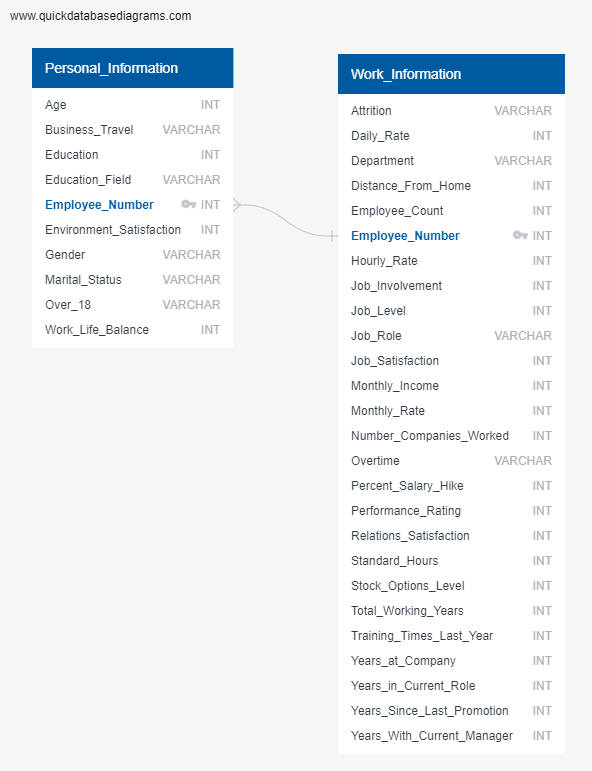 www.quickdatabasediagrams.com
Personal_Information
Age INT
Business_Travel VARCHAR
Education INT
Education_Field VARCHAR
Employee_Number INT
Environment_Satisfaction INT
Gender VARCHAR
Marital_Status VARCHAR
Over_18 VARCHAR
Work_Life_Balance INT
Work_Information
Attrition VARCHAR
Daily_Rate INT
Department VARCHAR
Distance_From_Home INT
Employee_Count INT
Employee_Number INT
Hourly_Rate INT
Job_Involvement INT
Job_Level INT
Job_Role VARCHAR
Job_Satisfaction INT
Monthly_Income INT
Monthly_Rate INT
Number_Companies_Worked INT
Overtime VARCHAR
Percent_Salary_Hike INT
Performance_Rating INT
Relations_Satisfaction INT
Standard_Hours INT
Stock_Options_Level INT
Total_Working_Years INT
Training_Times_Last_Year INT
Years_at_Company INT
Years_in_Current_Role INT
Years_Since_Last_Promotion INT
Years_With_Current_Manager INT